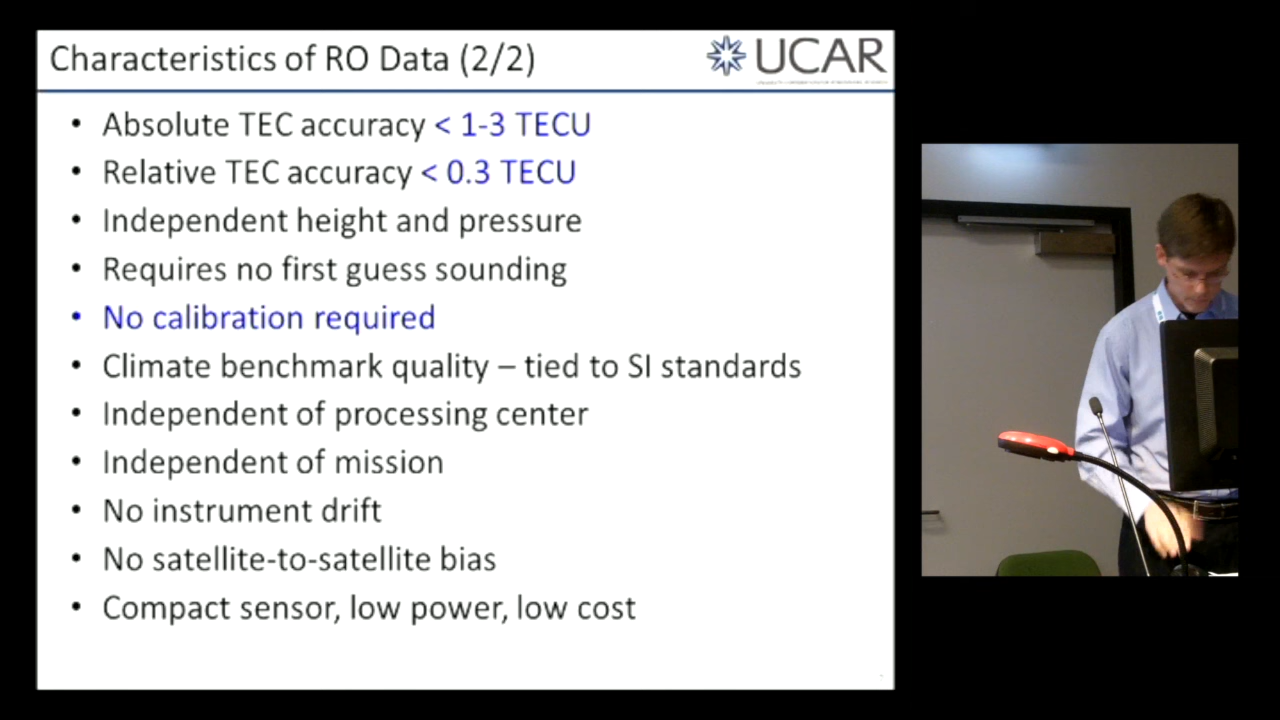 Characteristics of RO Data (2/2)
UCAR
• Absolute TEC accuracy < 1-3 TECU
• Relative TEC accuracy < 0.3 TECU
• Independent height and pressure
• Requires no first guess sounding
• No calibration required
• Climate benchmark quality – tied to SI standards
• Independent of processing center
• Independent of mission
• No instrument drift
• No satellite-to-satellite bias
• Compact sensor, low power, low cost